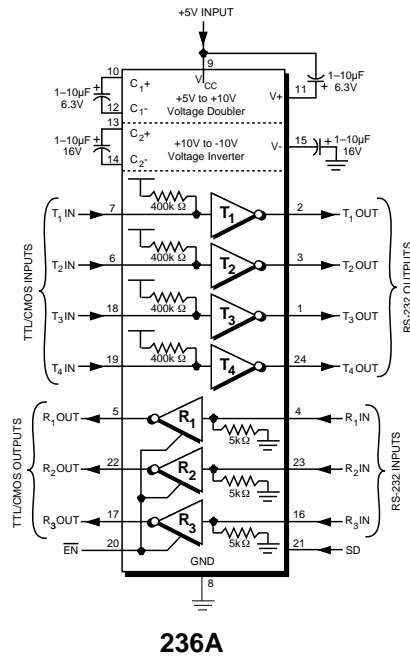 +5V INPUT
9
VCC
10
C1+
1–10µF
6.3V
12
C1-
+5V to +10V
Voltage Doubler
11
V+
1–10µF
6.3V
13
C2+
1–10µF
16V
14
C2-
+10V to -10V
Voltage Inverter
15
V-
1–10µF
16V
TTL/CMOS INPUTS
T1 IN 7 400k Ω T1 2 T1 OUT
T2 IN 6 400k Ω T2 3 T2 OUT
T3 IN 18 400k Ω T3 1 T3 OUT
T4 IN 19 400k Ω T4 24 T4 OUT
RS-232 OUTPUTS
TTL/CMOS OUTPUTS
R1 OUT 5 R1 4 R1 IN
5kΩ
R2 OUT 22 R2 23 R2 IN
5kΩ
R3 OUT 17 R3 16 R3 IN
5kΩ
RS-232 INPUTS
EN 20 21 SD
GND
8
236A